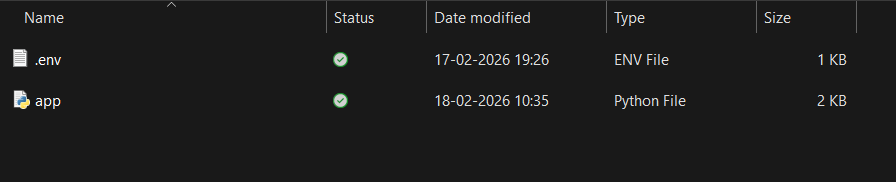 Name Status Date modified Type Size
.env 17-02-2026 19:26 ENV File 1 KB
app 18-02-2026 10:35 Python File 2 KB